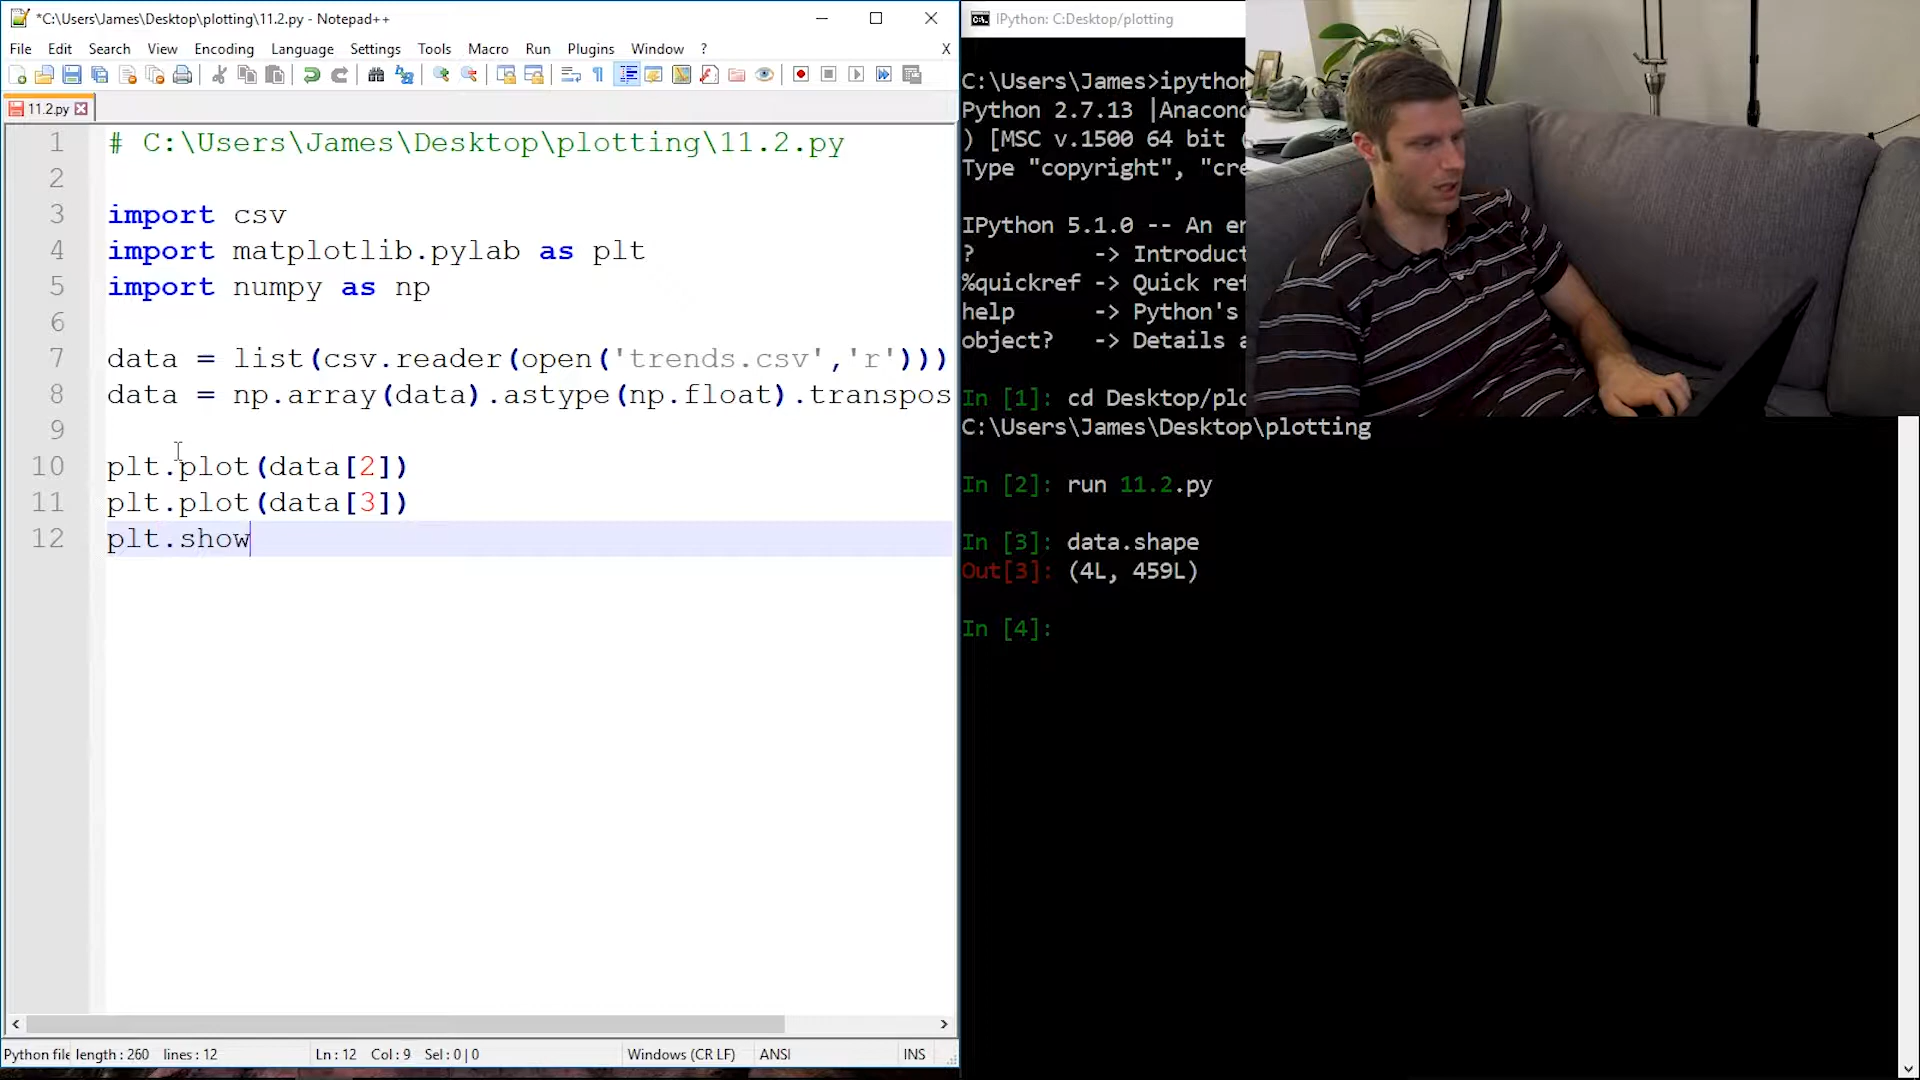 *C:\Users\James\Desktop\plotting\11.2.py - Notepad++
File Edit Search View Encoding Language Settings Tools Macro Run Plugins Window ? X
11.2.py
1 # C:\Users\James\Desktop\plotting\11.2.py
2
3 import csv
4 import matplotlib.pylab as plt
5 import numpy as np
6
7 data = list(csv.reader(open('trends.csv','r')))
8 data = np.array(data).astype(np.float).transpos
9
10 plt.plot(data[2])
11 plt.plot(data[3])
12 plt.show
Python file length : 260 lines : 12 Ln : 12 Col : 9 Sel : 0 | 0 Windows (CR LF) ANSI INS
IPython: C:Desktop/plotting
C:\Users\James>ipython
Python 2.7.13 |Anacond
) [MSC v.1500 64 bit (
Type "copyright", "cre
IPython 5.1.0 -- An en
? -> Introduct
%quickref -> Quick ref
help -> Python's
object? -> Details a
In [1]: cd Desktop/plo
C:\Users\James\Desktop\plotting
In [2]: run 11.2.py
In [3]: data.shape
Out[3]: (4L, 459L)
In [4]: